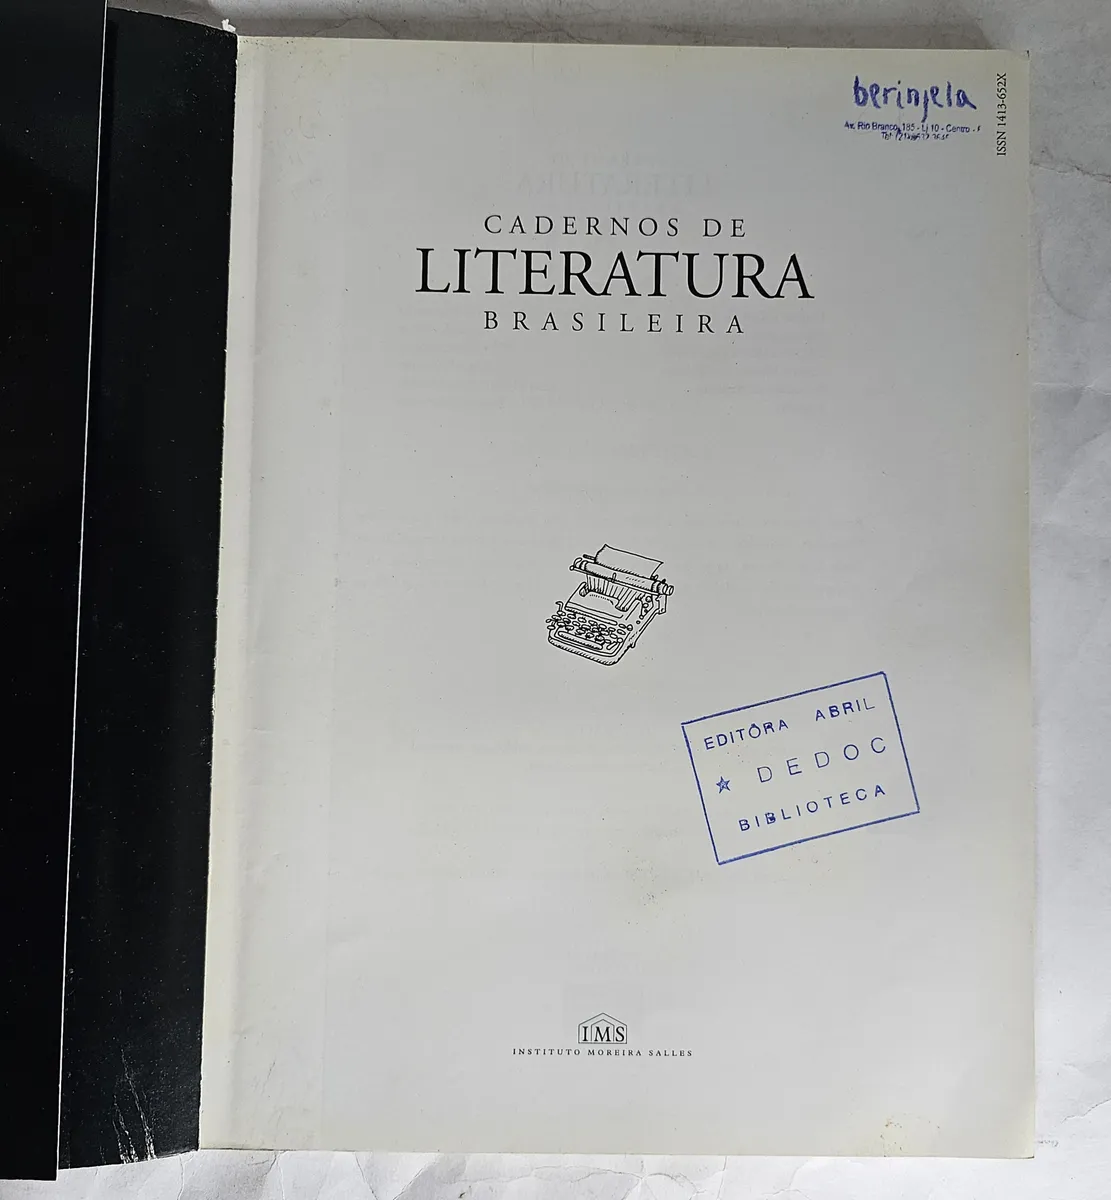 berinjela
Av. Rio Branco, 185 - Lj 10 - Centro -
ISSN 1413-652X
CADERNOS DE
LITERATURA
BRASILEIRA
EDITÔRA ABRIL
DEDOC
BIBLIOTECA
IMS
INSTITUTO MOREIRA SALLES